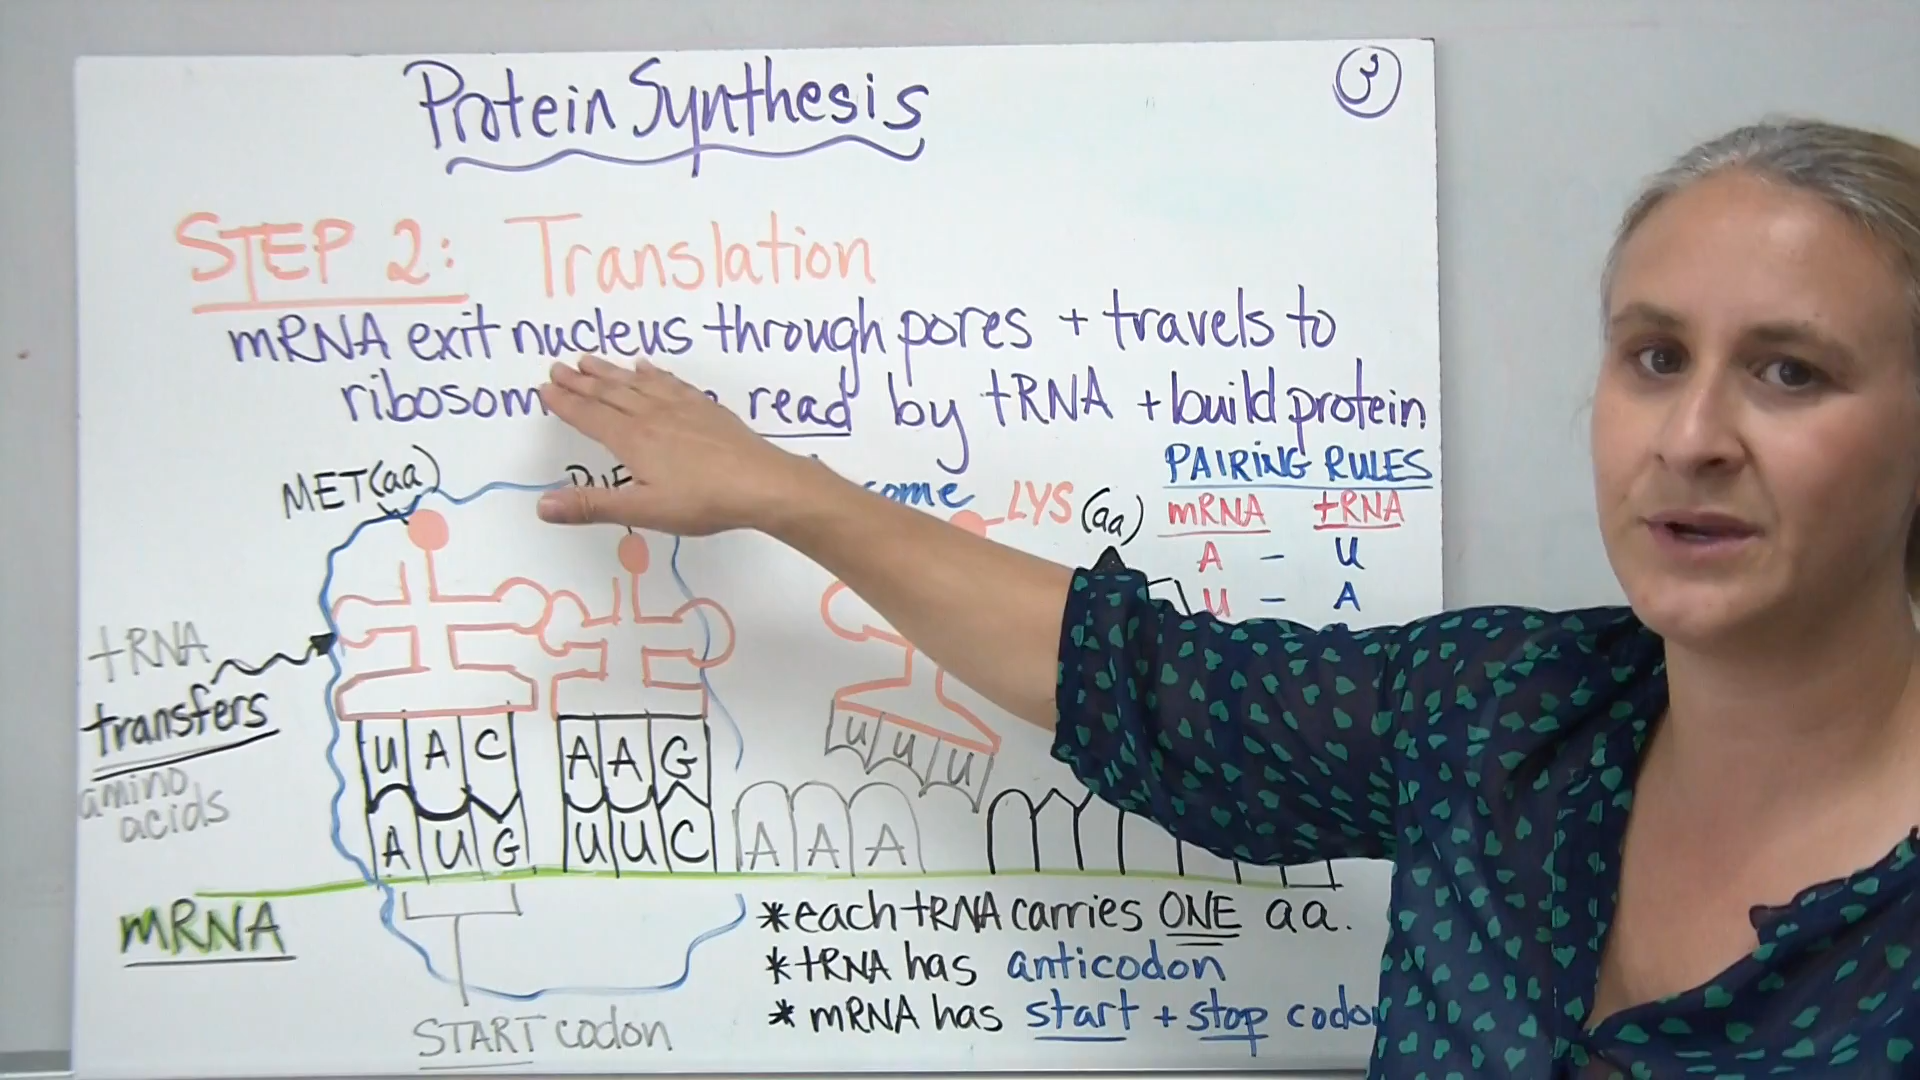 Protein Synthesis
3
STEP 2: Translation
mRNA exit nucleus through pores + travels to
read by tRNA + build protein
MET(aa)
LYS (aa)
PAIRING RULES
mRNA tRNA
A - U
U - A
tRNA
transfers
amino
acids
U A C A A G U U U
A U G U U C A A A
mRNA
START codon
*each tRNA carries ONE aa.
*tRNA has anticodon
*mRNA has start + stop